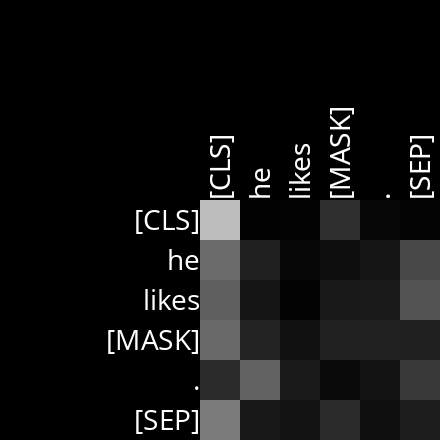 [CLS] he likes [MASK] . [SEP]
[CLS]
he
likes
[MASK]
.
[SEP]